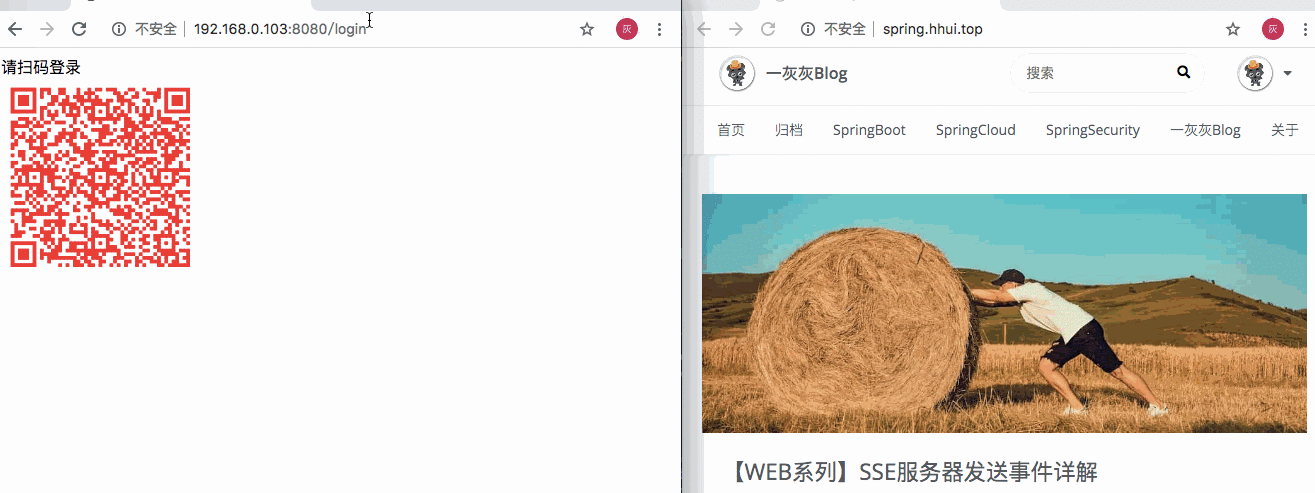 不安全 192.168.0.103:8080/login
灰
请扫码登录
不安全 spring.hhui.top
灰
一灰灰Blog
搜索
首页 归档 SpringBoot SpringCloud SpringSecurity 一灰灰Blog 关于
【WEB系列】SSE服务器发送事件详解